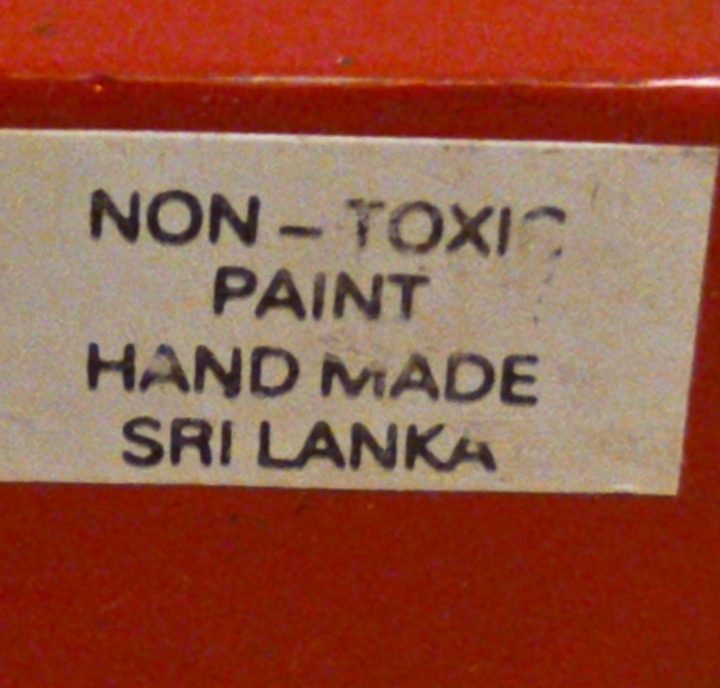 NON - TOXIC
PAINT
HAND MADE
SRI LANKA